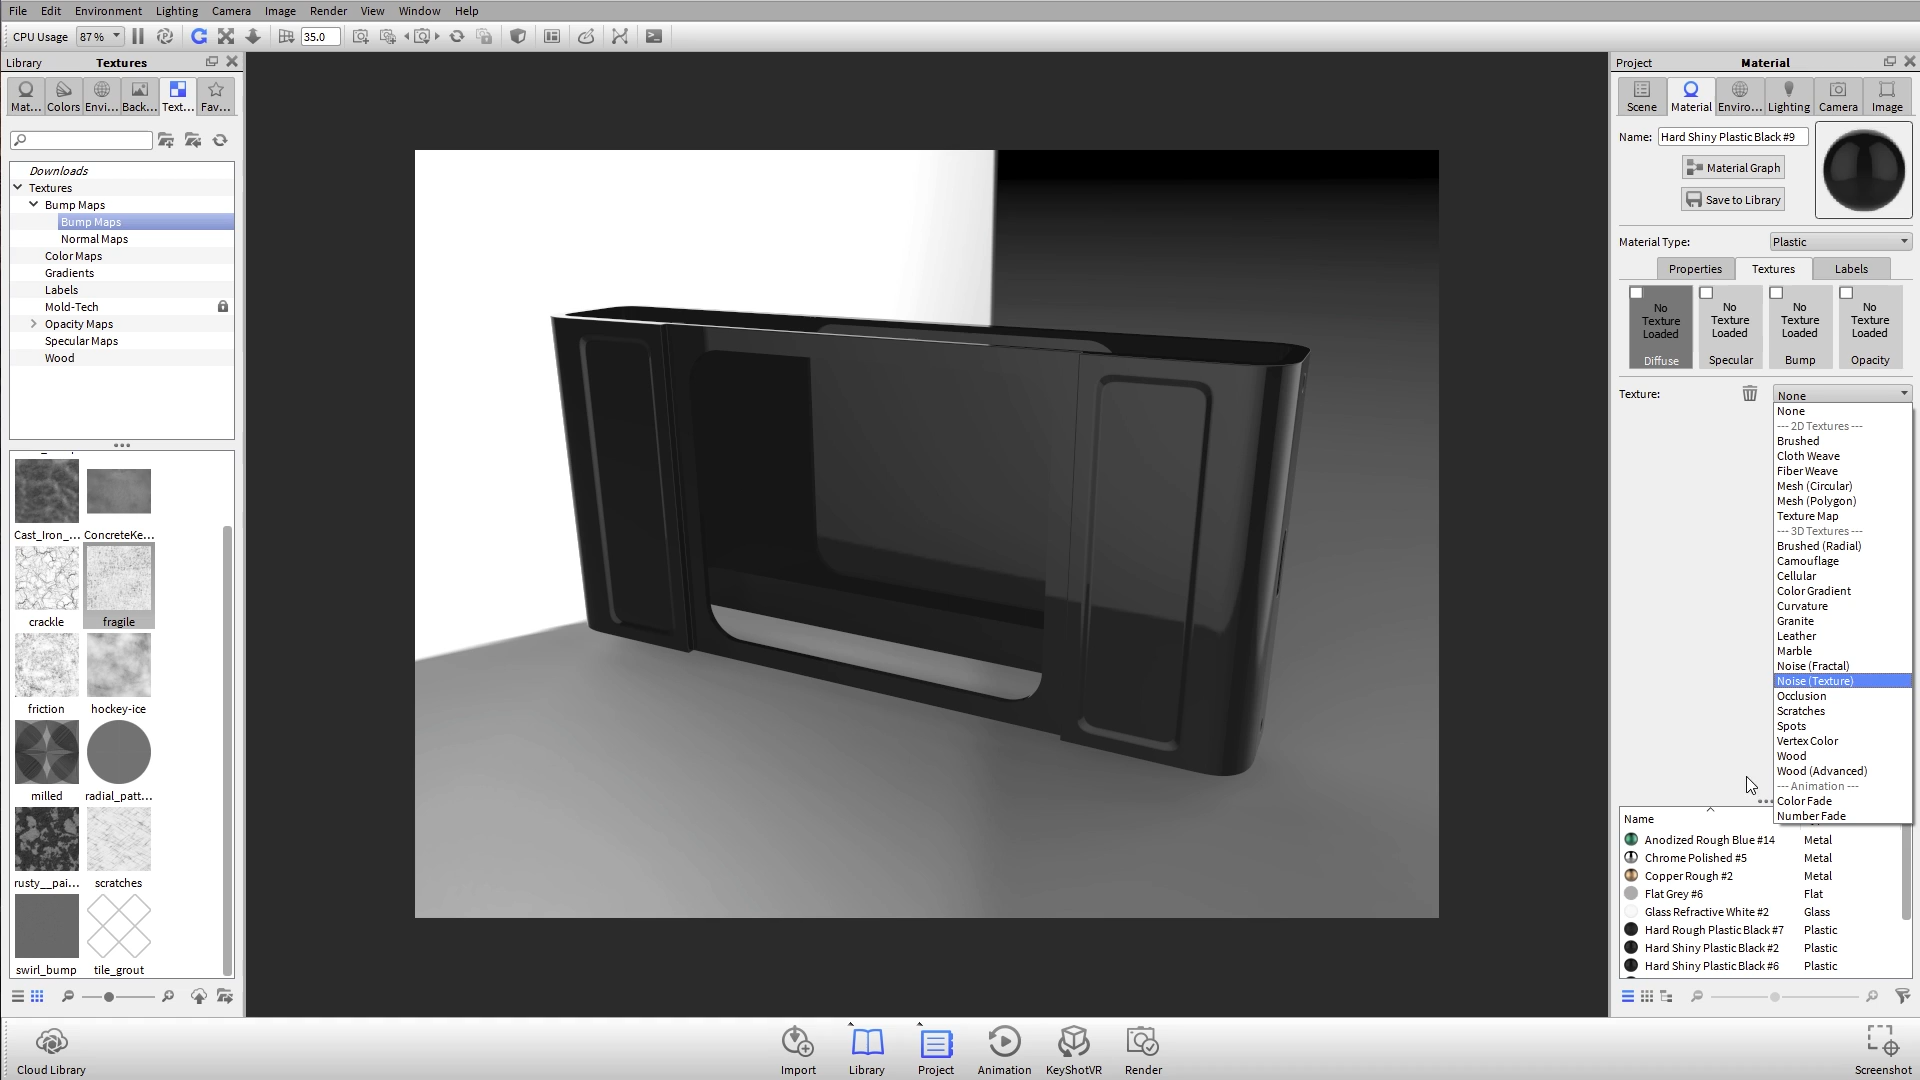 File Edit Environment Lighting Camera Image Render View Window Help
CPU Usage 87 % 35.0
Library Textures
Mat... Colors Envi... Back... Text... Fav...
Downloads
Textures
Bump Maps
Bump Maps
Normal Maps
Color Maps
Gradients
Labels
Mold-Tech
Opacity Maps
Specular Maps
Wood
Cast_Iron_... ConcreteKe...
crackle fragile
friction hockey-ice
milled radial_patt...
rusty__pai... scratches
swirl_bump tile_grout
Project Material
Scene Material Enviro... Lighting Camera Image
Name: Hard Shiny Plastic Black #9
Material Graph
Save to Library
Material Type: Plastic
Properties Textures Labels
No Texture Loaded Diffuse
No Texture Loaded Specular
No Texture Loaded Bump
No Texture Loaded Opacity
Texture: None
None
--- 2D Textures ---
Brushed
Cloth Weave
Fiber Weave
Mesh (Circular)
Mesh (Polygon)
Texture Map
--- 3D Textures ---
Brushed (Radial)
Camouflage
Cellular
Color Gradient
Curvature
Granite
Leather
Marble
Noise (Fractal)
Noise (Texture)
Occlusion
Scratches
Spots
Vertex Color
Wood
Wood (Advanced)
--- Animation ---
Color Fade
Number Fade
Name
Anodized Rough Blue #14 Metal
Chrome Polished #5 Metal
Copper Rough #2 Metal
Flat Grey #6 Flat
Glass Refractive White #2 Glass
Hard Rough Plastic Black #7 Plastic
Hard Shiny Plastic Black #2 Plastic
Hard Shiny Plastic Black #6 Plastic
Cloud Library Import Library Project Animation KeyShotVR Render Screenshot